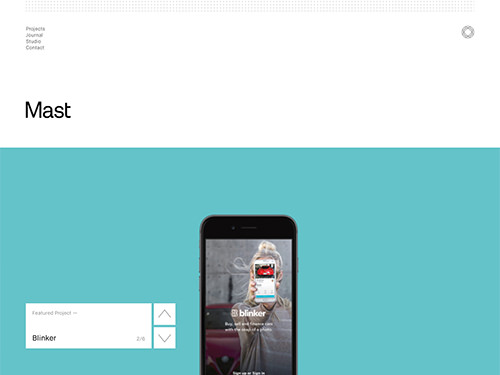 Projects
Journal
Studio
Contact
Mast
Featured Project —
Blinker
2/6
blinker
Buy, sell and finance cars
with the snap of a photo
Sign up or Sign in